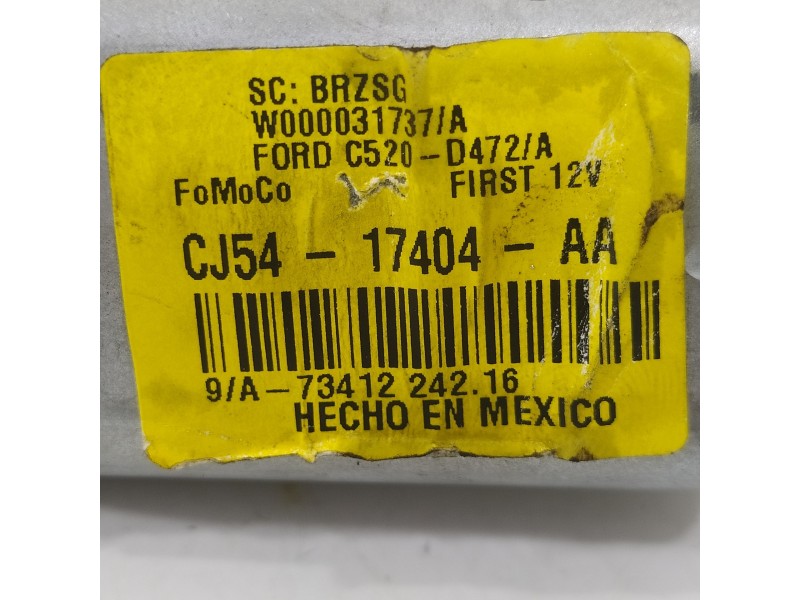 SC: BRZSG
W000031737/A
FORD C520-D472/A
FoMoCo FIRST 12V
CJ54 - 17404 - AA
9/A-73412 242.16
HECHO EN MEXICO